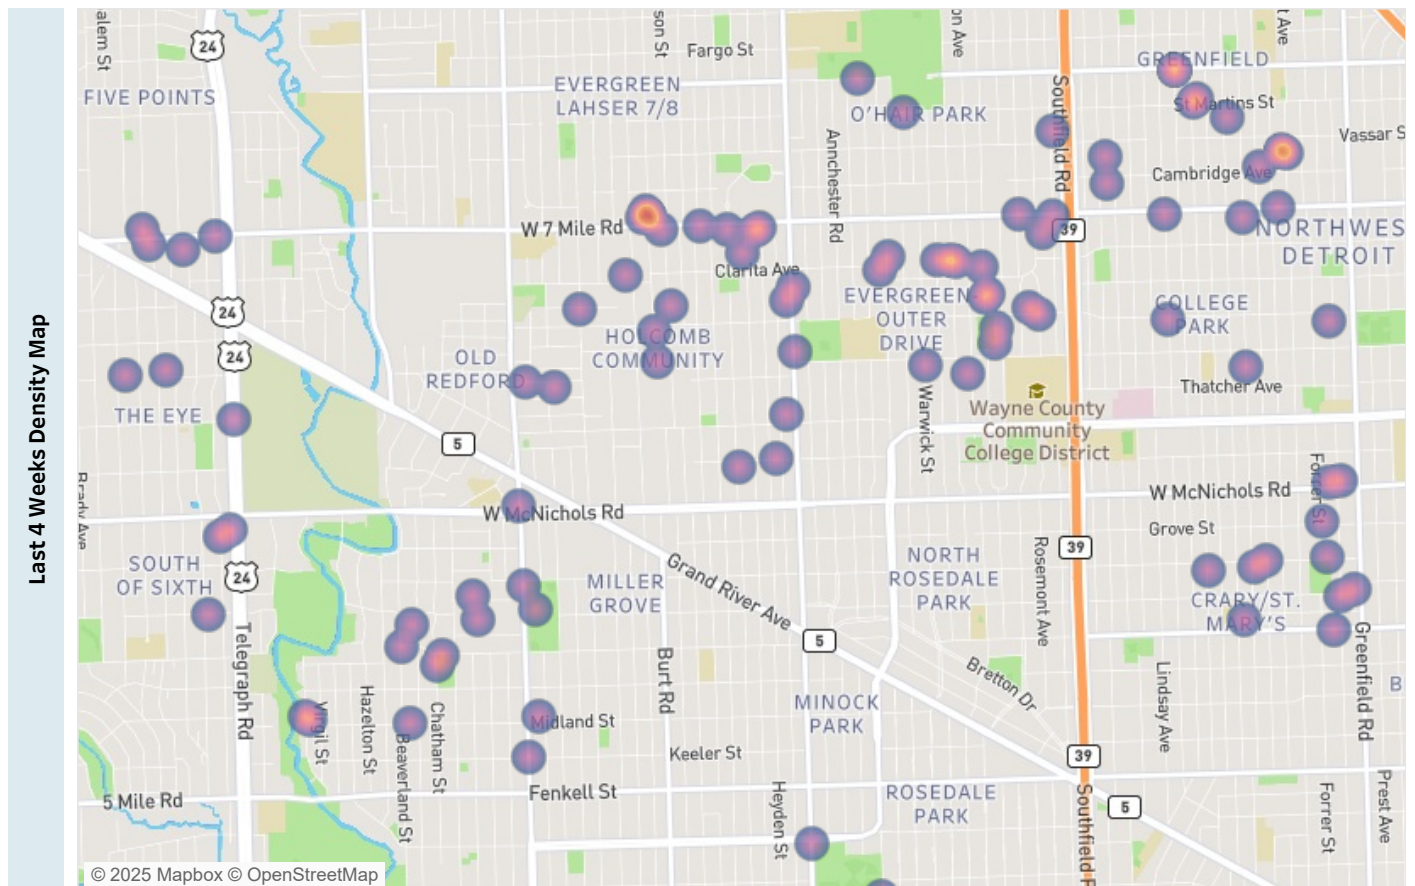 Last 4 Weeks Density Map
alem St
24
son St
Fargo St
on Ave
t Ave
GREENFIELD
FIVE POINTS
EVERGREEN
LAHSER 7/8
O'HAIR PARK
Southfield Rd
St Martins St
Vassar S
Annchester Rd
Cambridge Ave
W 7 Mile Rd
39
NORTHWES
DETROIT
Clarita Ave
24
EVERGREEN-
OUTER
DRIVE
COLLEGE
PARK
HOLCOMB
COMMUNITY
24
OLD
REDFORD
Thatcher Ave
THE EYE
Warwick St
Wayne County
Community
College District
5
Brady Ave
Forrer St
W McNichols Rd
W McNichols Rd
Grove St
SOUTH
OF SIXTH
24
MILLER
GROVE
Grand River Ave
NORTH
ROSEDALE
PARK
Rosemont Ave
39
CRARY/ST.
MARY'S
Telegraph Rd
5
Greenfield Rd
Burt Rd
Bretton Dr
Lindsay Ave
B
Virgil St
Hazelton St
Beaverland St
Chatham St
Midland St
MINOCK
PARK
Keeler St
39
5 Mile Rd
Fenkell St
Heyden St
ROSEDALE
PARK
Southfield F
5
Forrer St
Prest Ave
© 2025 Mapbox © OpenStreetMap